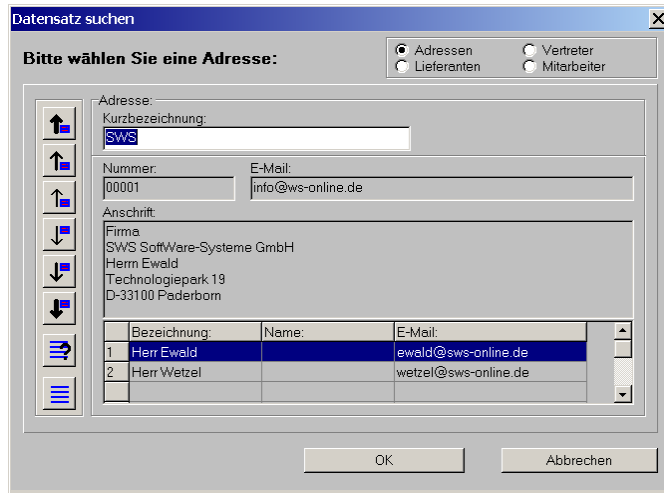 Datensatz suchen
Bitte wählen Sie eine Adresse:
Adressen Vertreter
Lieferanten Mitarbeiter
Adresse:
Kurzbezeichnung:
SWS
Nummer: E-Mail:
00001 info@ws-online.de
Anschrift:
Firma
SWS SoftWare-Systeme GmbH
Herrn Ewald
Technologiepark 19
D-33100 Paderborn
Bezeichnung: Name: E-Mail:
1 Herr Ewald ewald@sws-online.de
2 Herr Wetzel wetzel@sws-online.de
OK Abbrechen